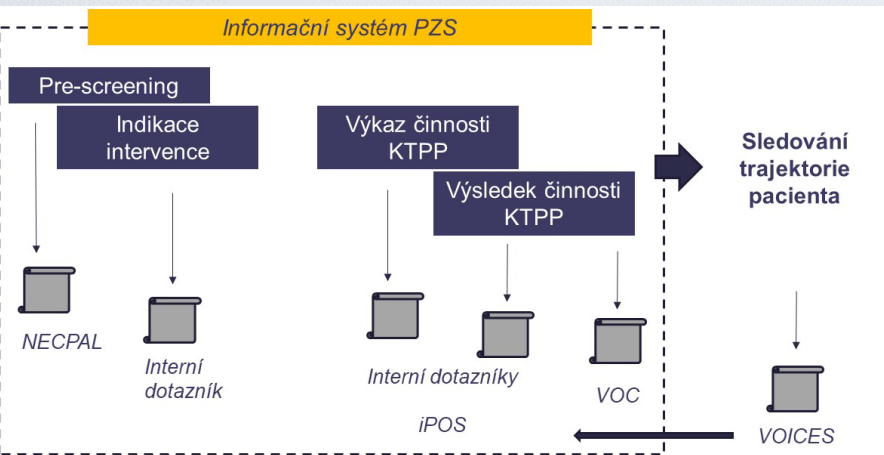 Informační systém PZS
Pre-screening
Indikace
intervence
Výkaz činnosti
KTPP
Výsledek činnosti
KTPP
Sledování
trajektorie
pacienta
NECPAL
Interní
dotazník
Interní dotazníky
iPOS
VOC
VOICES